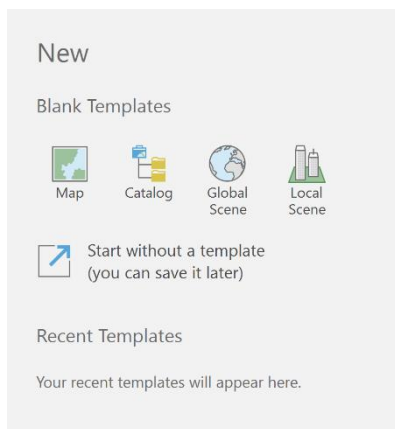 New
Blank Templates
Map
Catalog
Global
Scene
Local
Scene
Start without a template
(you can save it later)
Recent Templates
Your recent templates will appear here.